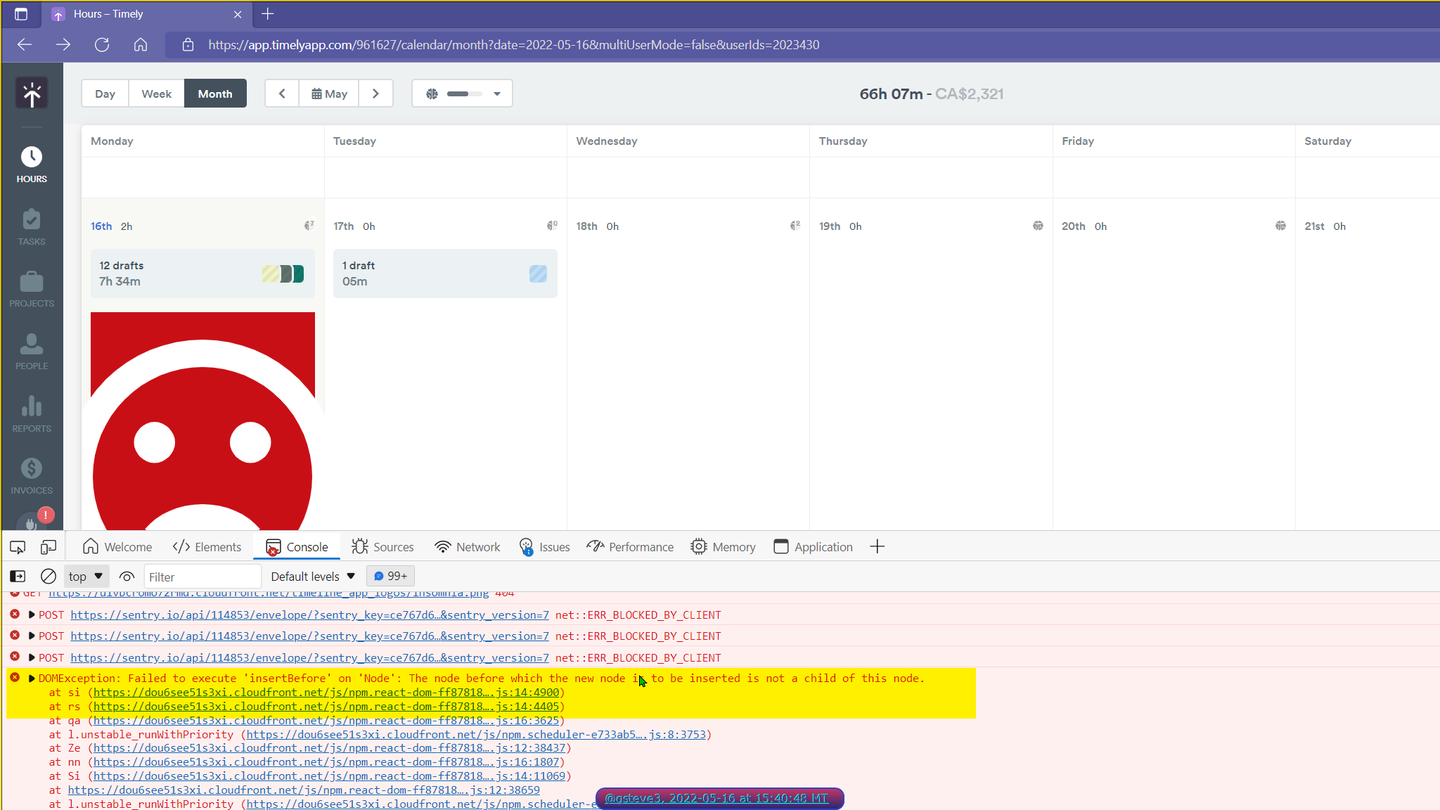 Hours – Timely
https://app.timelyapp.com/961627/calendar/month?date=2022-05-16&multiUserMode=false&userIds=2023430
Day Week Month May 66h 07m - CA$2,321
Monday Tuesday Wednesday Thursday Friday Saturday
HOURS
TASKS
PROJECTS
PEOPLE
REPORTS
INVOICES
!
16th 2h 17th 0h 18th 0h 19th 0h 20th 0h 21st 0h
12 drafts
7h 34m
1 draft
05m
Welcome Elements Console Sources Network Issues Performance Memory Application
top Filter Default levels 99+
POST https://sentry.io/api/114853/envelope/?sentry_key=ce767d6…&sentry_version=7 net::ERR_BLOCKED_BY_CLIENT
POST https://sentry.io/api/114853/envelope/?sentry_key=ce767d6…&sentry_version=7 net::ERR_BLOCKED_BY_CLIENT
POST https://sentry.io/api/114853/envelope/?sentry_key=ce767d6…&sentry_version=7 net::ERR_BLOCKED_BY_CLIENT
DOMException: Failed to execute 'insertBefore' on 'Node': The node before which the new node is to be inserted is not a child of this node.
at si (https://dou6see51s3xi.cloudfront.net/js/npm.react-dom-ff87818….js:14:4900)
at rs (https://dou6see51s3xi.cloudfront.net/js/npm.react-dom-ff87818….js:14:4405)
at qa (https://dou6see51s3xi.cloudfront.net/js/npm.react-dom-ff87818….js:16:3625)
at l.unstable_runWithPriority (https://dou6see51s3xi.cloudfront.net/js/npm.scheduler-e733ab5….js:8:3753)
at Ze (https://dou6see51s3xi.cloudfront.net/js/npm.react-dom-ff87818….js:12:38437)
at nn (https://dou6see51s3xi.cloudfront.net/js/npm.react-dom-ff87818….js:16:1807)
at Si (https://dou6see51s3xi.cloudfront.net/js/npm.react-dom-ff87818….js:14:11069)
at https://dou6see51s3xi.cloudfront.net/js/npm.react-dom-ff87818….js:12:38659
at l.unstable_runWithPriority (https://dou6see51s3xi.cloudfront.net/js/npm.scheduler-e
@qsteve3, 2022-05-16 at 15:40:48 MT